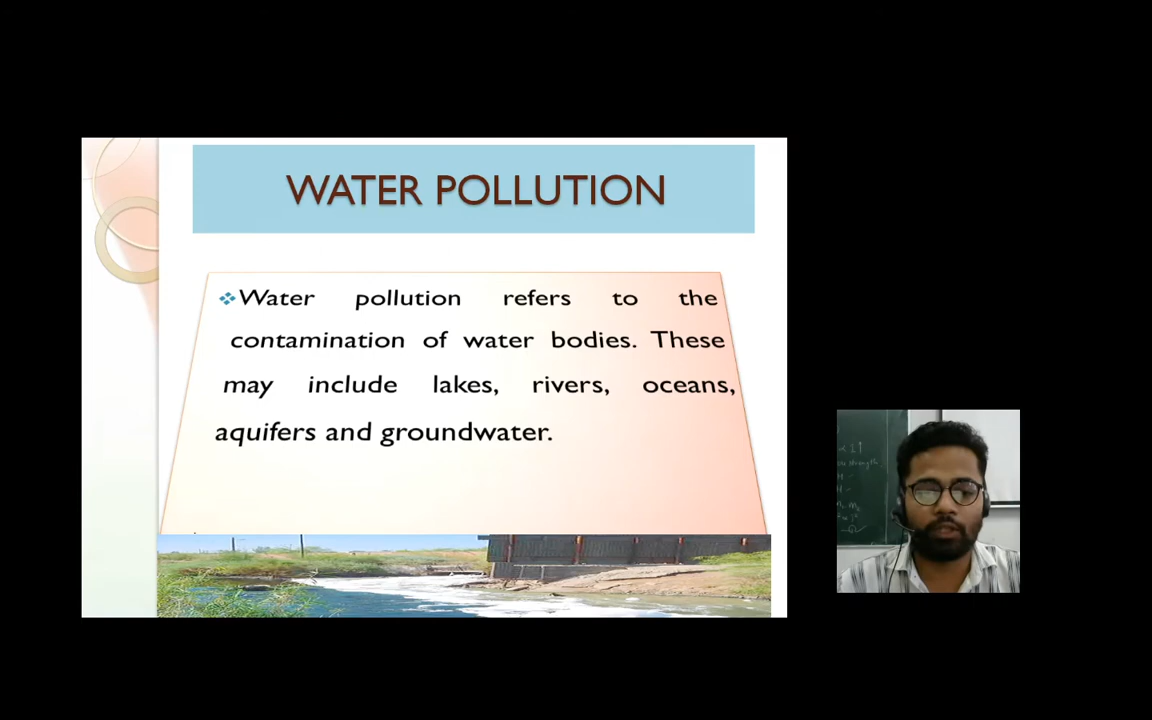 WATER POLLUTION
Water pollution refers to the
contamination of water bodies. These
may include lakes, rivers, oceans,
aquifers and groundwater.